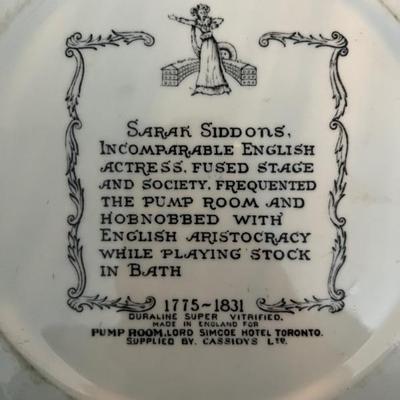 SARAH SIDDONS,
INCOMPARABLE ENGLISH
ACTRESS, FUSED STAGE
AND SOCIETY, FREQUENTED
THE PUMP ROOM AND
HOBNOBBED WITH
ENGLISH ARISTOCRACY
WHILE PLAYING STOCK
IN BATH
1775~1831
DURALINE SUPER VITRIFIED.
MADE IN ENGLAND FOR
PUMP ROOM, LORD SIMCOE HOTEL TORONTO.
SUPPLIED BY. CASSIDYS LTD.